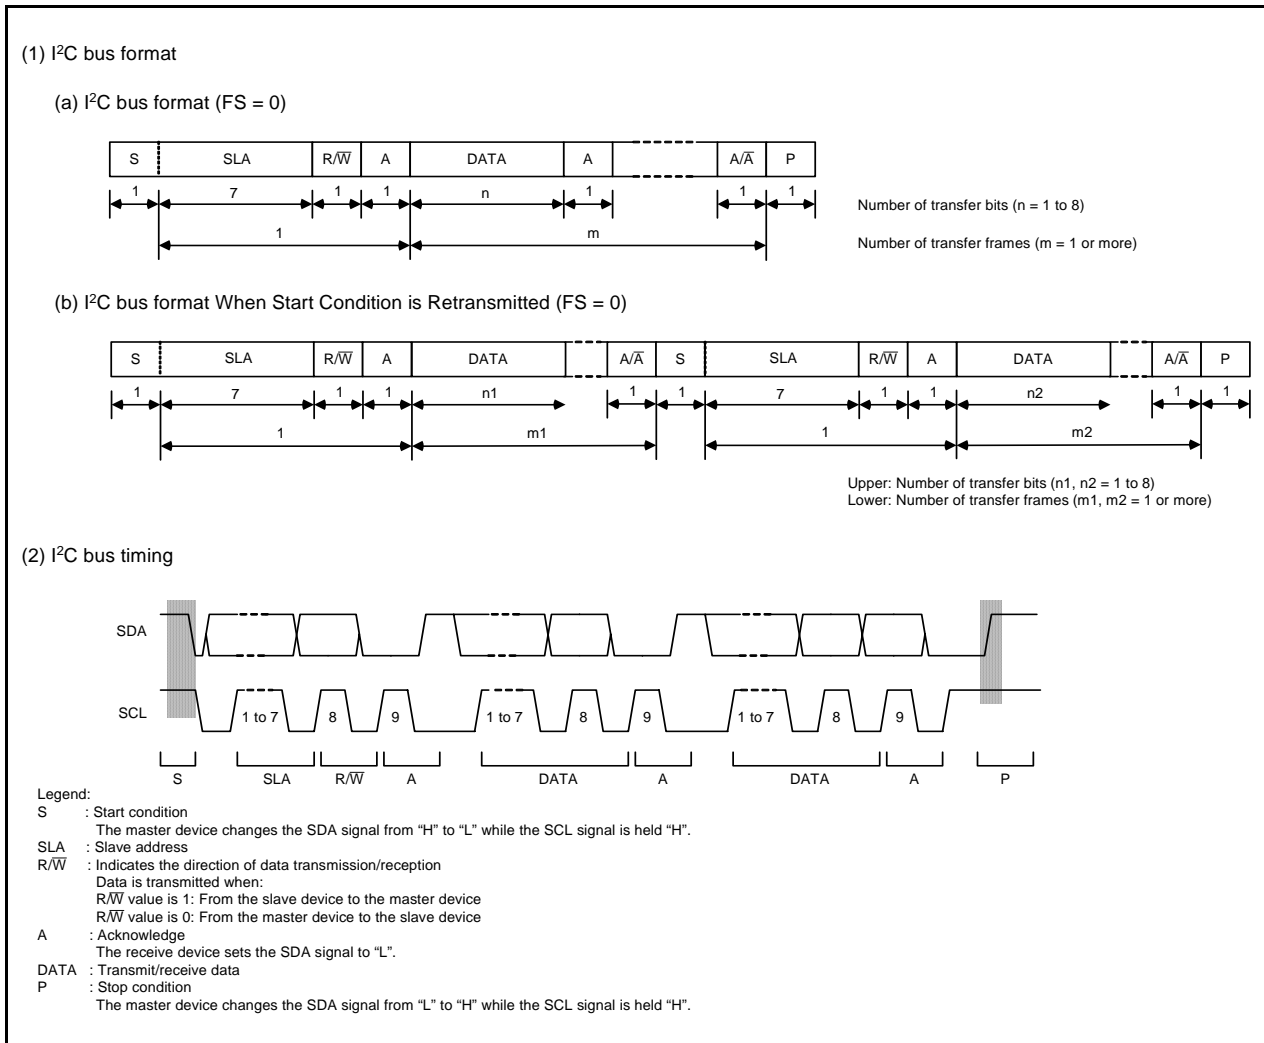 (1) I²C bus format
(a) I²C bus format (FS = 0)
S SLA R/W̅ A DATA A A/A̅ P
1 7 1 1 n 1 1 1
1 m
Number of transfer bits (n = 1 to 8)
Number of transfer frames (m = 1 or more)
(b) I²C bus format When Start Condition is Retransmitted (FS = 0)
S SLA R/W̅ A DATA A/A̅ S SLA R/W̅ A DATA A/A̅ P
1 7 1 1 n1 1 1 7 1 1 n2 1 1
1 m1 1 m2
Upper: Number of transfer bits (n1, n2 = 1 to 8)
Lower: Number of transfer frames (m1, m2 = 1 or more)
(2) I²C bus timing
SDA
SCL 1 to 7 8 9 1 to 7 8 9 1 to 7 8 9
S SLA R/W̅ A DATA A DATA A P
Legend:
S : Start condition
The master device changes the SDA signal from “H” to “L” while the SCL signal is held “H”.
SLA : Slave address
R/W̅ : Indicates the direction of data transmission/reception
Data is transmitted when:
R/W̅ value is 1: From the slave device to the master device
R/W̅ value is 0: From the master device to the slave device
A : Acknowledge
The receive device sets the SDA signal to “L”.
DATA : Transmit/receive data
P : Stop condition
The master device changes the SDA signal from “L” to “H” while the SCL signal is held “H”.